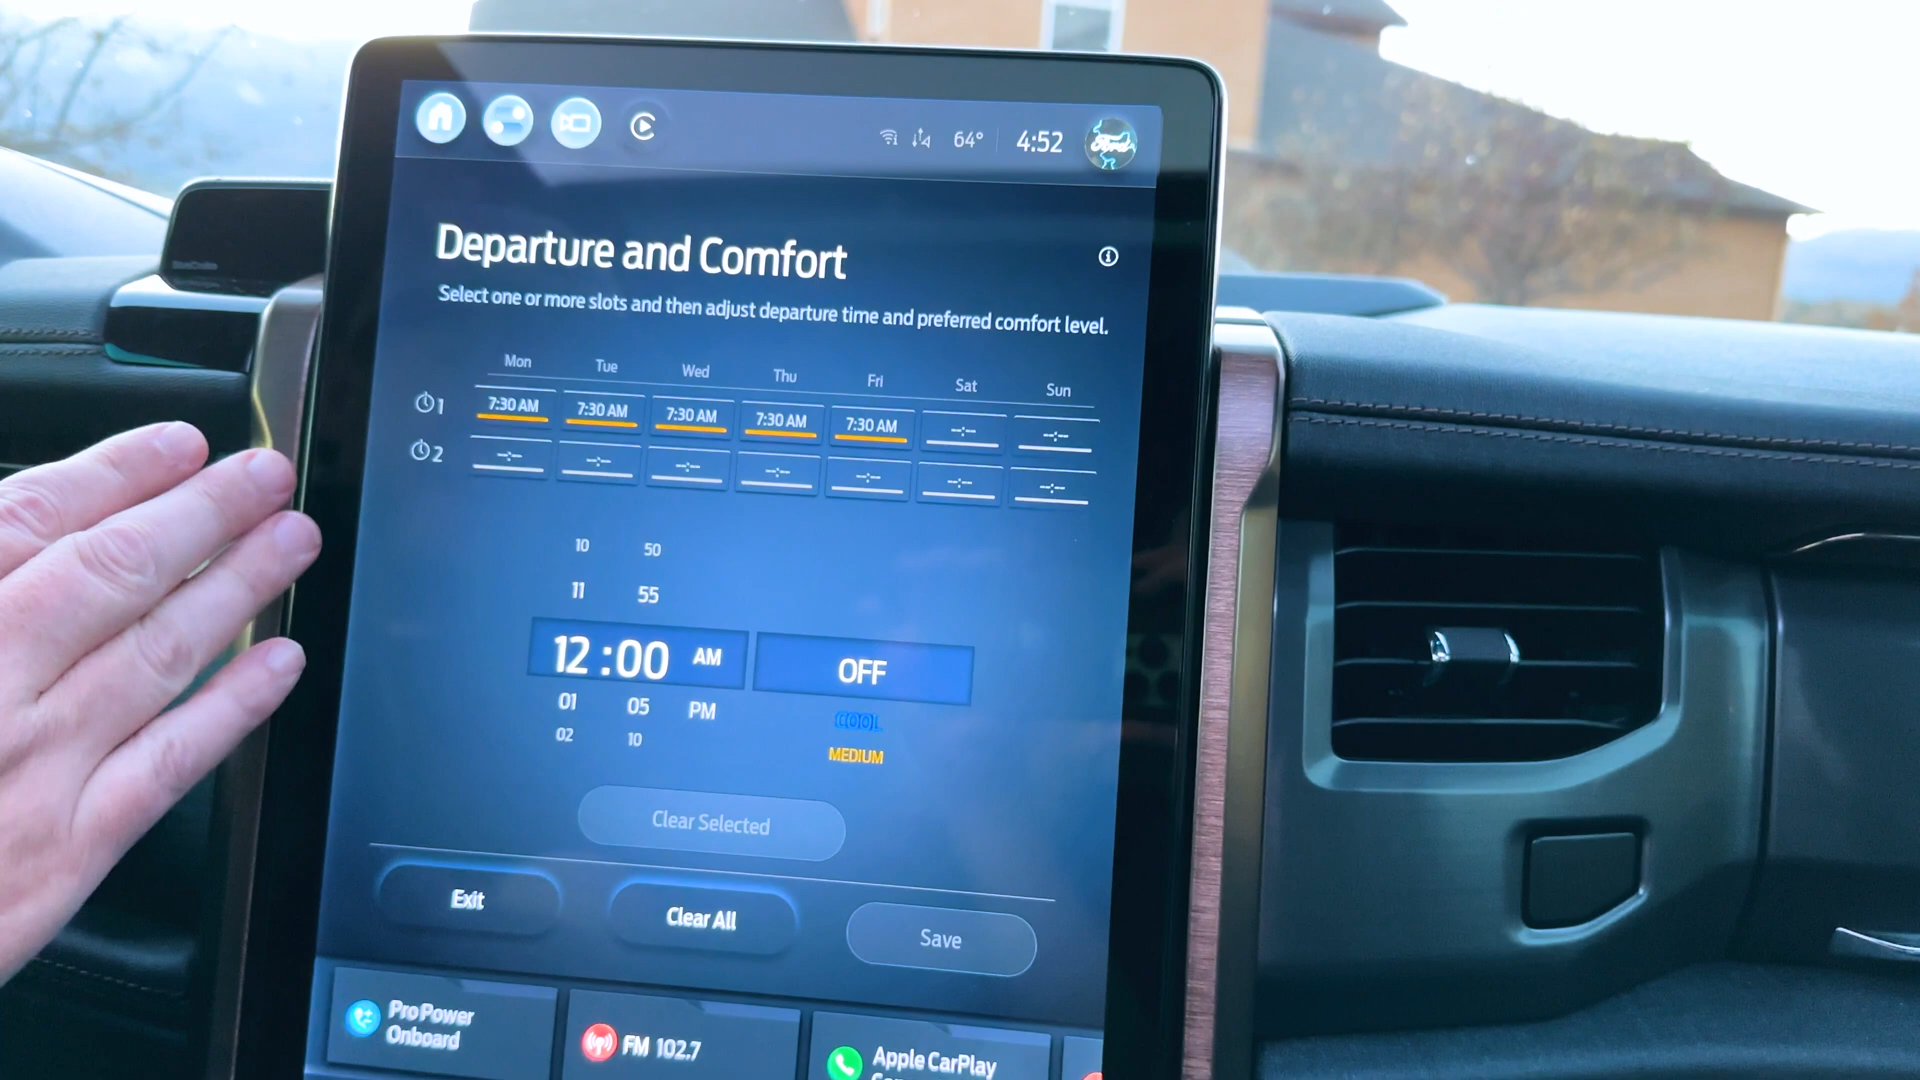 64° 4:52 Ford
Departure and Comfort
Select one or more slots and then adjust departure time and preferred comfort level.
Mon Tue Wed Thu Fri Sat Sun
1 7:30 AM 7:30 AM 7:30 AM 7:30 AM 7:30 AM --:-- --:--
2 --:-- --:-- --:-- --:-- --:-- --:-- --:--
10 50
11 55
12 :00 AM OFF
01 05 PM COOL
02 10 MEDIUM
Clear Selected
Exit Clear All Save
Pro Power
Onboard
FM 102.7
Apple CarPlay